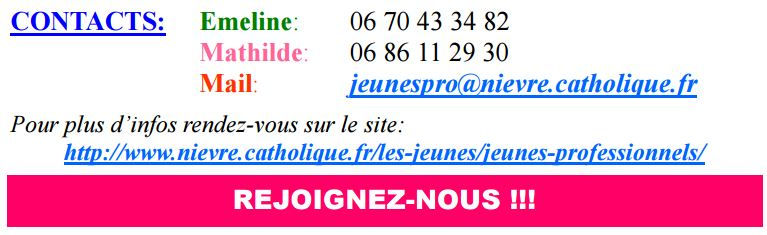 CONTACTS: Emeline: 06 70 43 34 82
Mathilde: 06 86 11 29 30
Mail: jeunespro@nievre.catholique.fr
Pour plus d’infos rendez-vous sur le site:
http://www.nievre.catholique.fr/les-jeunes/jeunes-professionnels/
REJOIGNEZ-NOUS !!!